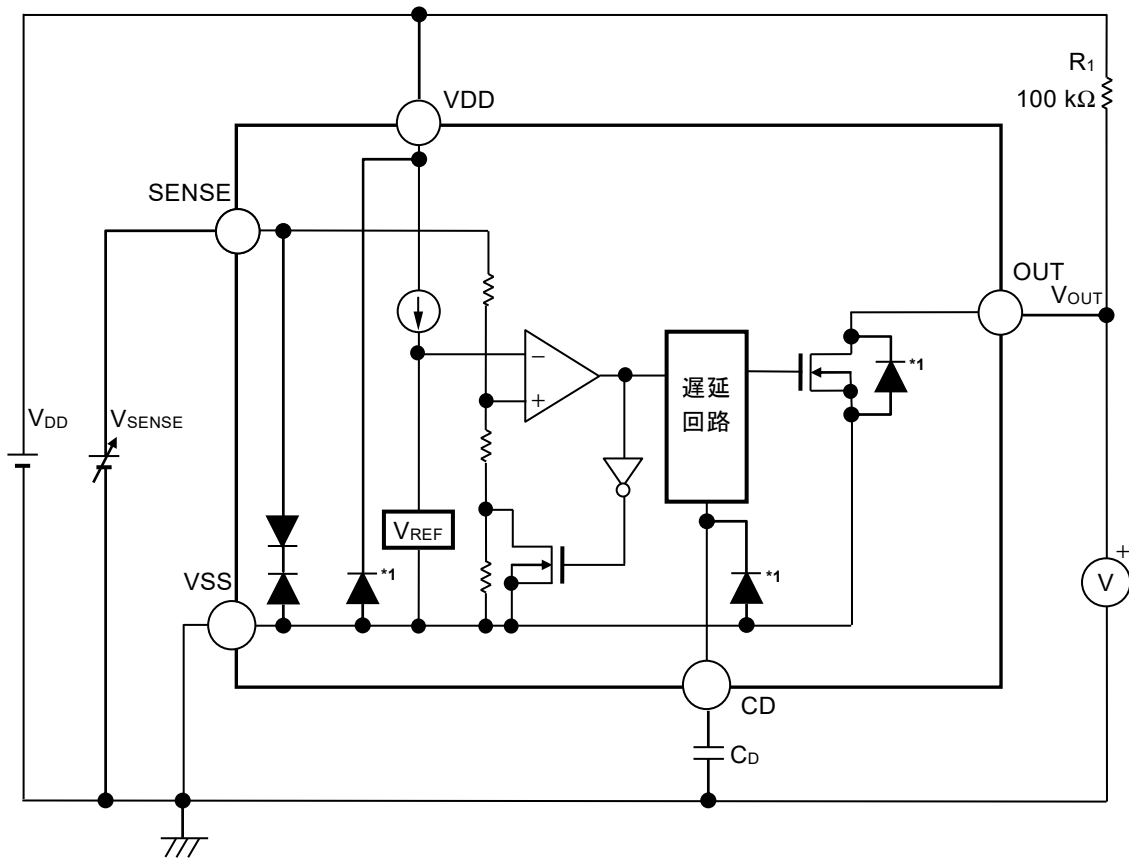 R1
100 kΩ
VDD
SENSE
OUT
VOUT
*1
−
+
遅延
回路
VDD
VSENSE
VREF
*1
*1
VSS
+
V
CD
CD